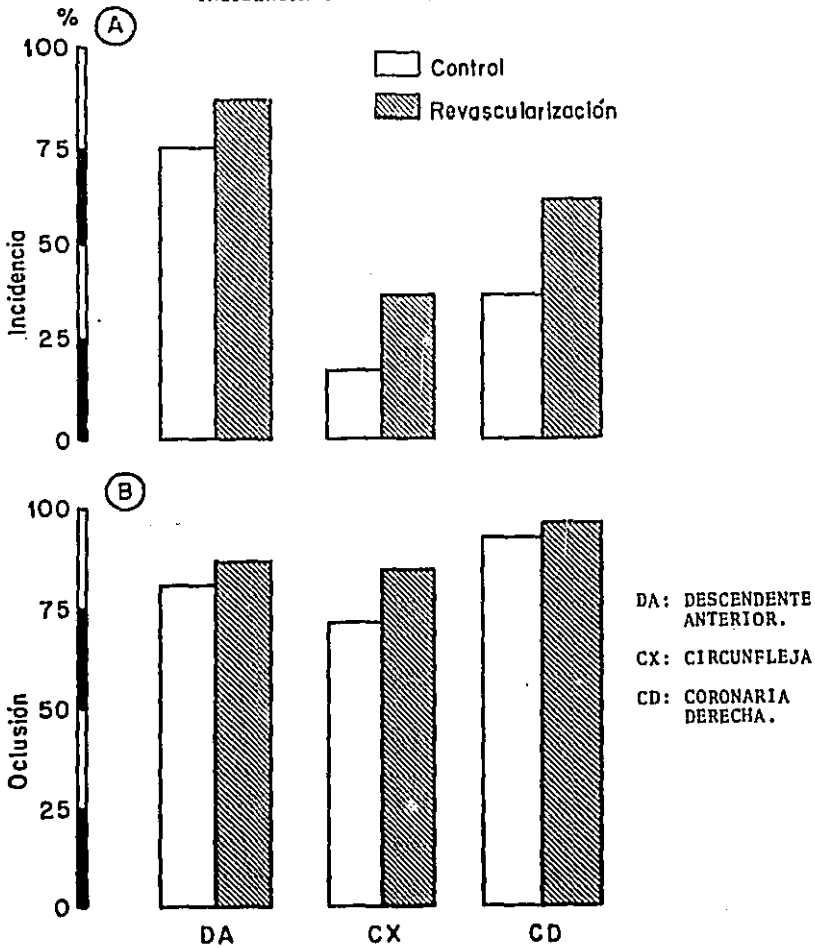 %
A
100
75
50
25
0
Incidencia
Control
Revascularización
B
100
75
50
25
0
Oclusión
DA
CX
CD
DA: DESCENDENTE
ANTERIOR.
CX: CIRCUNFLEJA
CD: CORONARIA
DERECHA.